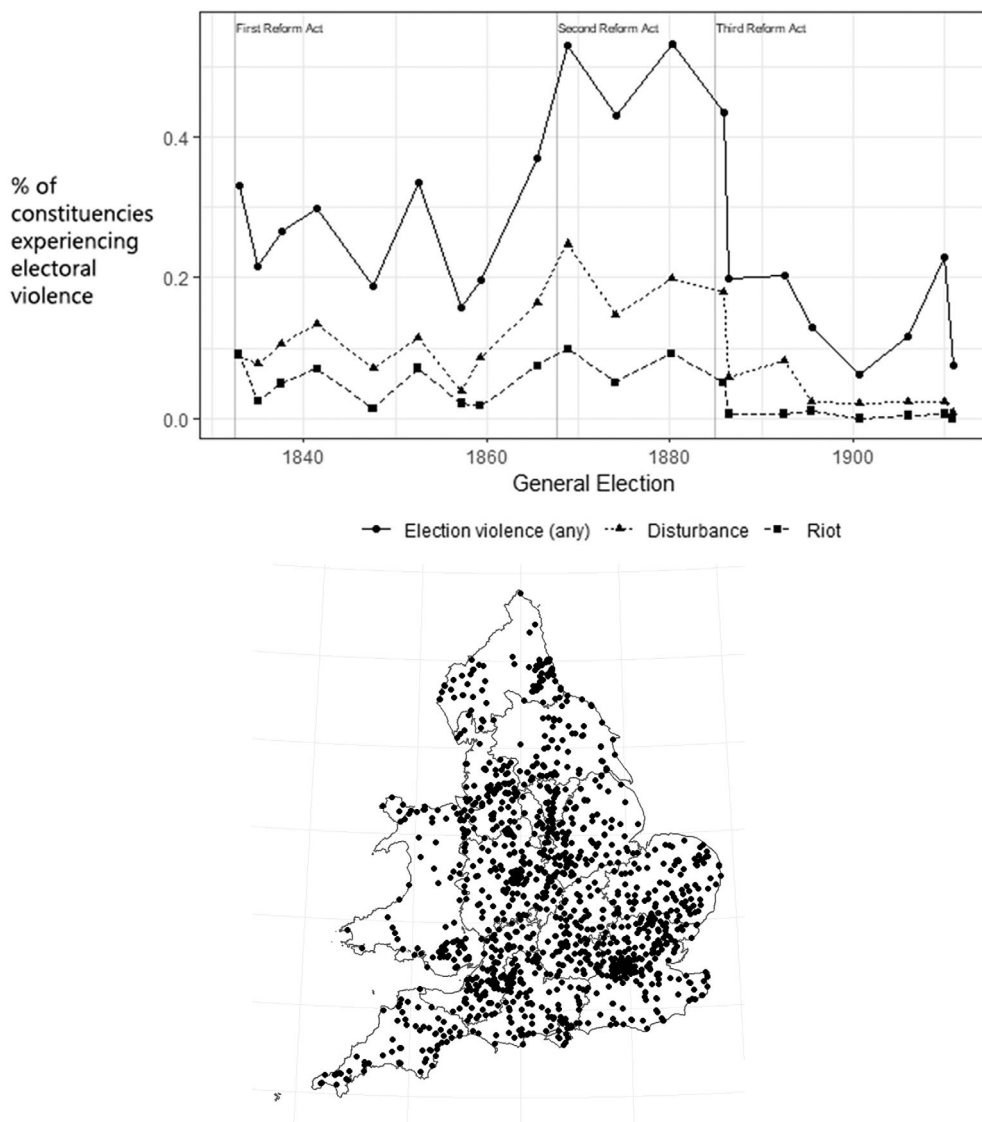 First Reform Act
Second Reform Act
Third Reform Act
% of
constituencies
experiencing
electoral
violence
0.4
0.2
0.0
1840
1860
1880
1900
General Election
Election violence (any)
Disturbance
Riot